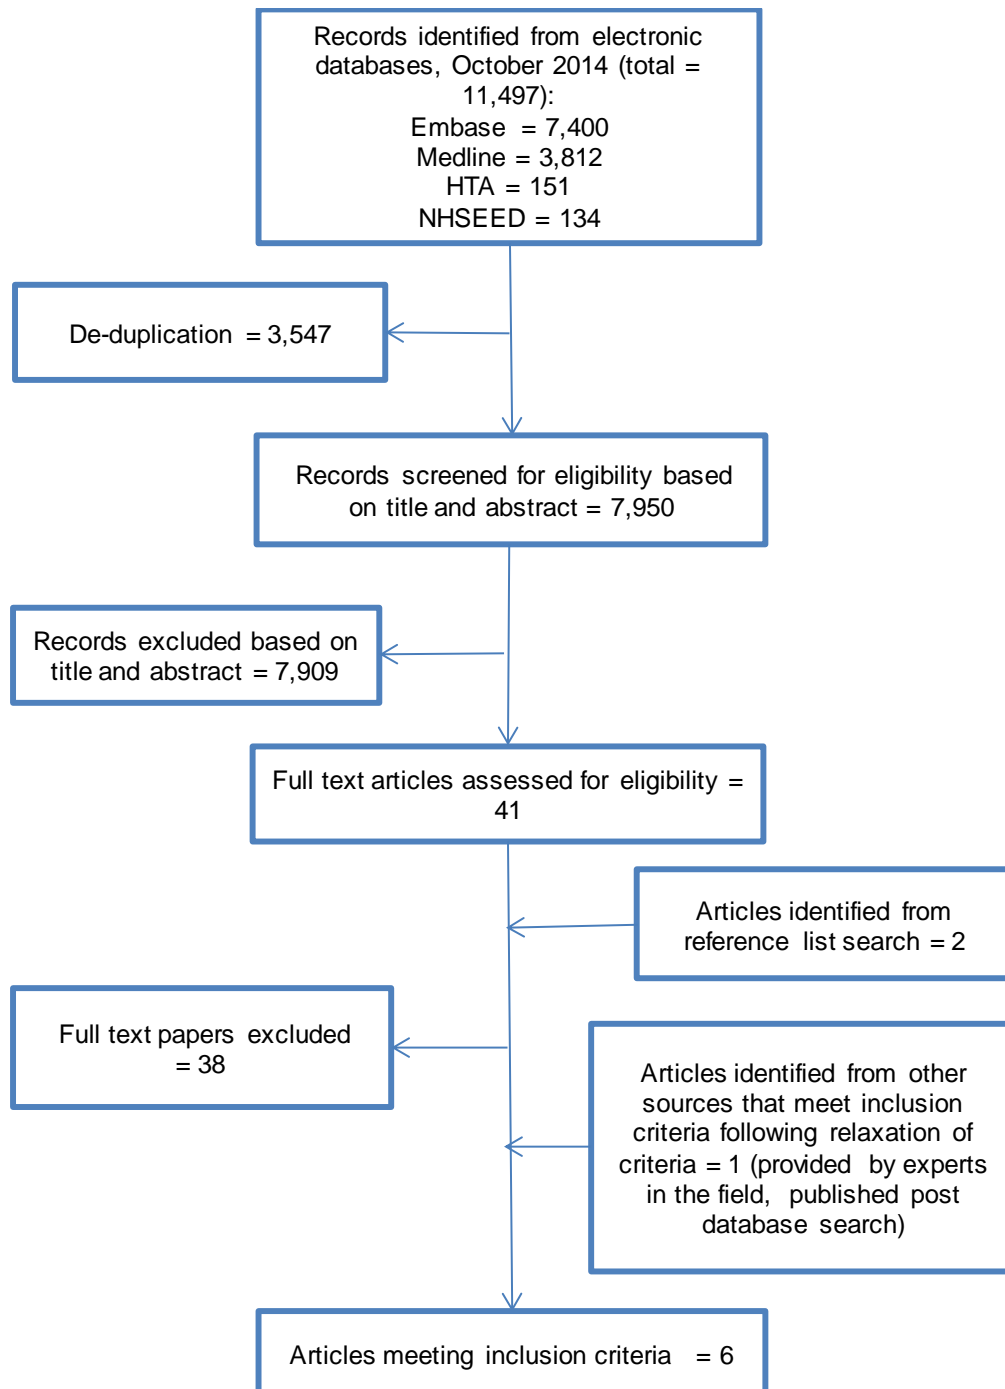 Records identified from electronic
databases, October 2014 (total =
11,497):
Embase = 7,400
Medline = 3,812
HTA = 151
NHSEED = 134
De-duplication = 3,547
Records screened for eligibility based
on title and abstract = 7,950
Records excluded based on
title and abstract = 7,909
Full text articles assessed for eligibility =
41
Articles identified from
reference list search = 2
Full text papers excluded
= 38
Articles identified from other
sources that meet inclusion
criteria following relaxation of
criteria = 1 (provided by experts
in the field, published post
database search)
Articles meeting inclusion criteria = 6